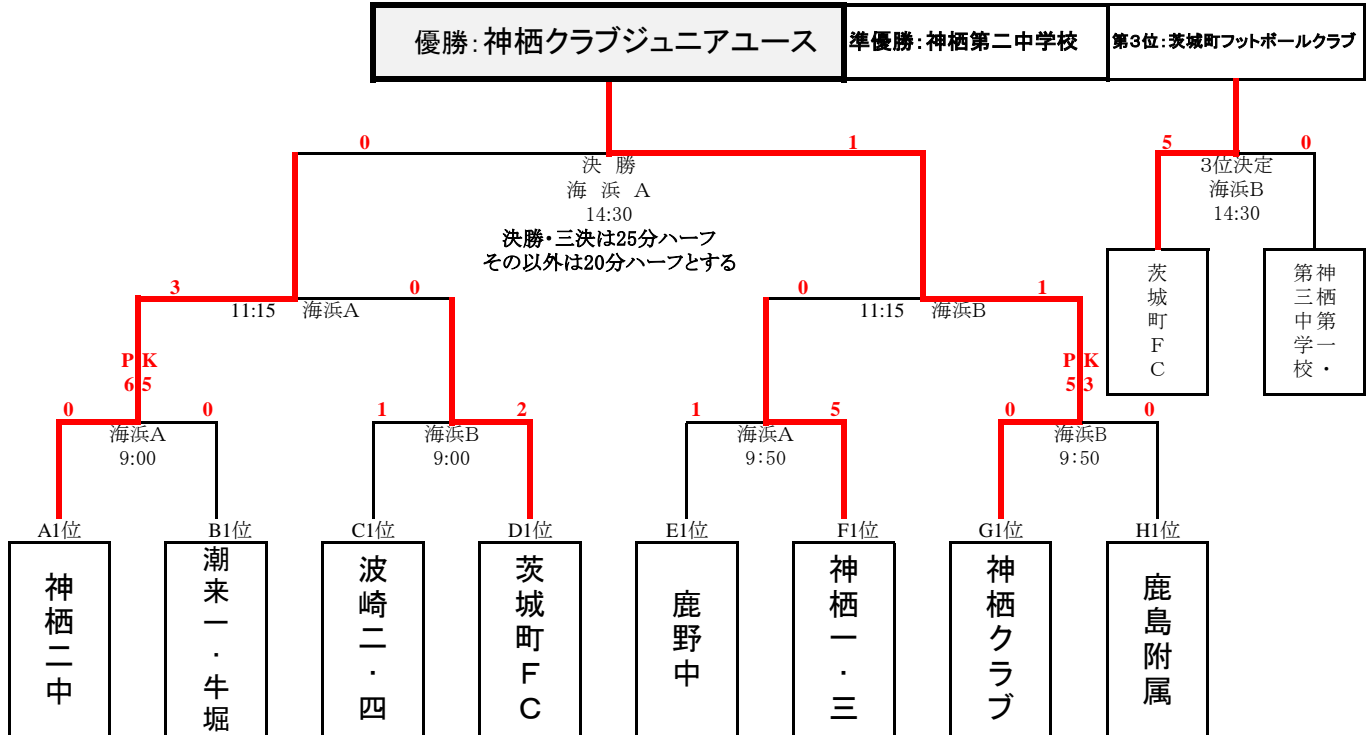 優勝：神栖クラブジュニアユース
準優勝：神栖第二中学校
第3位：茨城町フットボールクラブ
0
1
5
0
決 勝
海 浜 A
14:30
決勝・三決は25分ハーフ
その以外は20分ハーフとする
3位決定
海浜B
14:30
茨城町FC
神栖第一・第三中学校
3
0
0
1
11:15 海浜A
11:15 海浜B
PK
6 5
PK
5 3
0
0
1
2
1
5
0
0
海浜A
9:00
海浜B
9:00
海浜A
9:50
海浜B
9:50
A1位
B1位
C1位
D1位
E1位
F1位
G1位
H1位
神栖二中
潮来一・牛堀
波崎二・四
茨城町FC
鹿野中
神栖一・三
神栖クラブ
鹿島附属